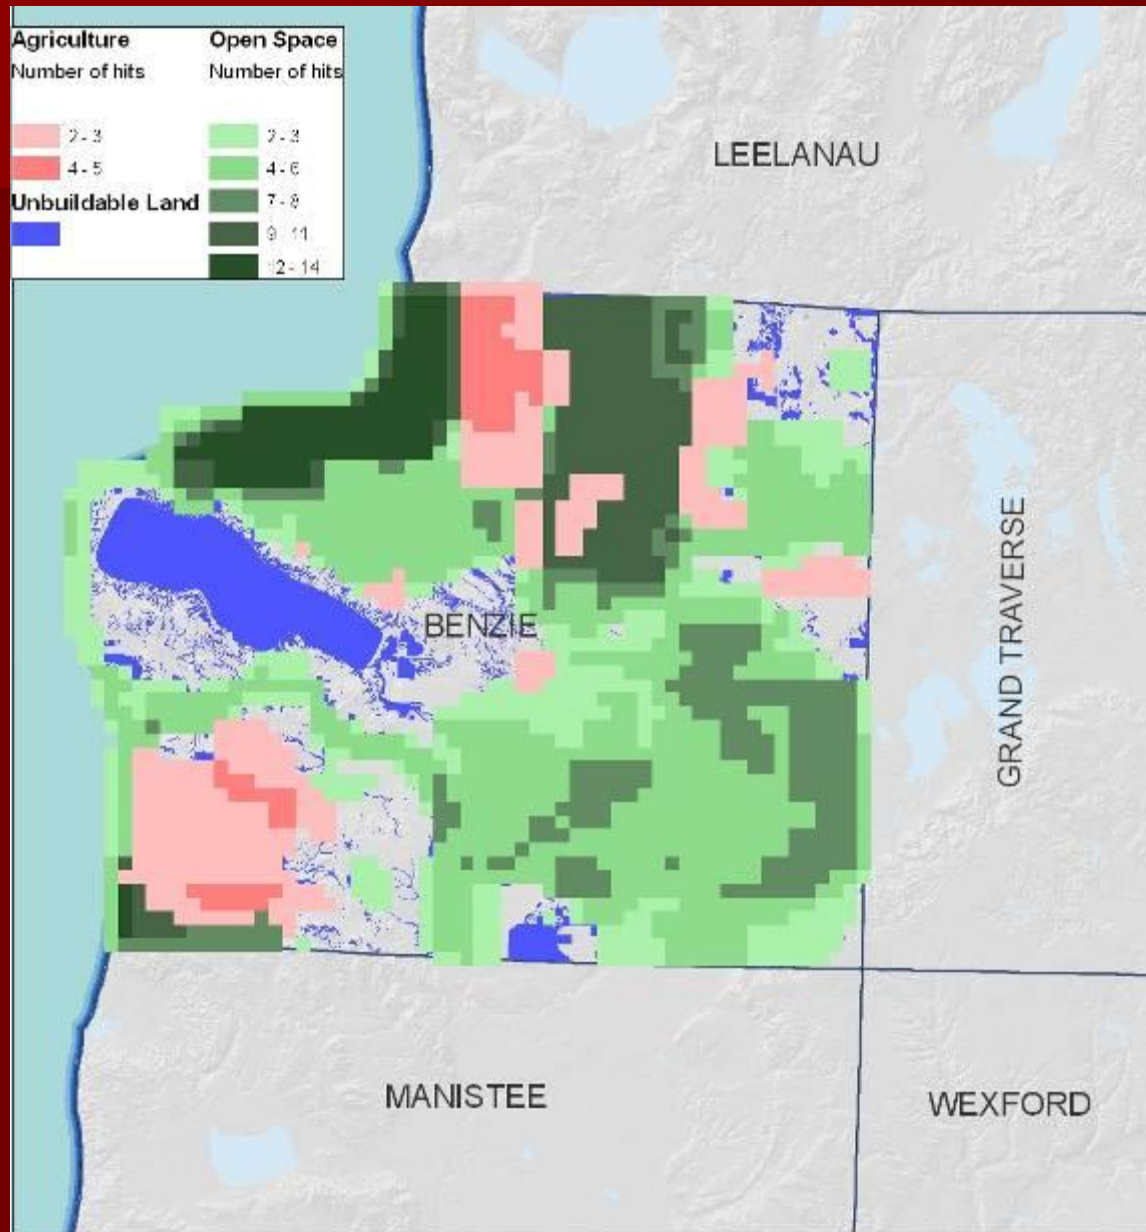 Agriculture
Number of hits
2 - 3
4 - 5
Unbuildable Land
Open Space
Number of hits
2 - 3
4 - 6
7 - 8
9 - 11
12 - 14
LEELANAU
BENZIE
GRAND TRAVERSE
MANISTEE
WEXFORD